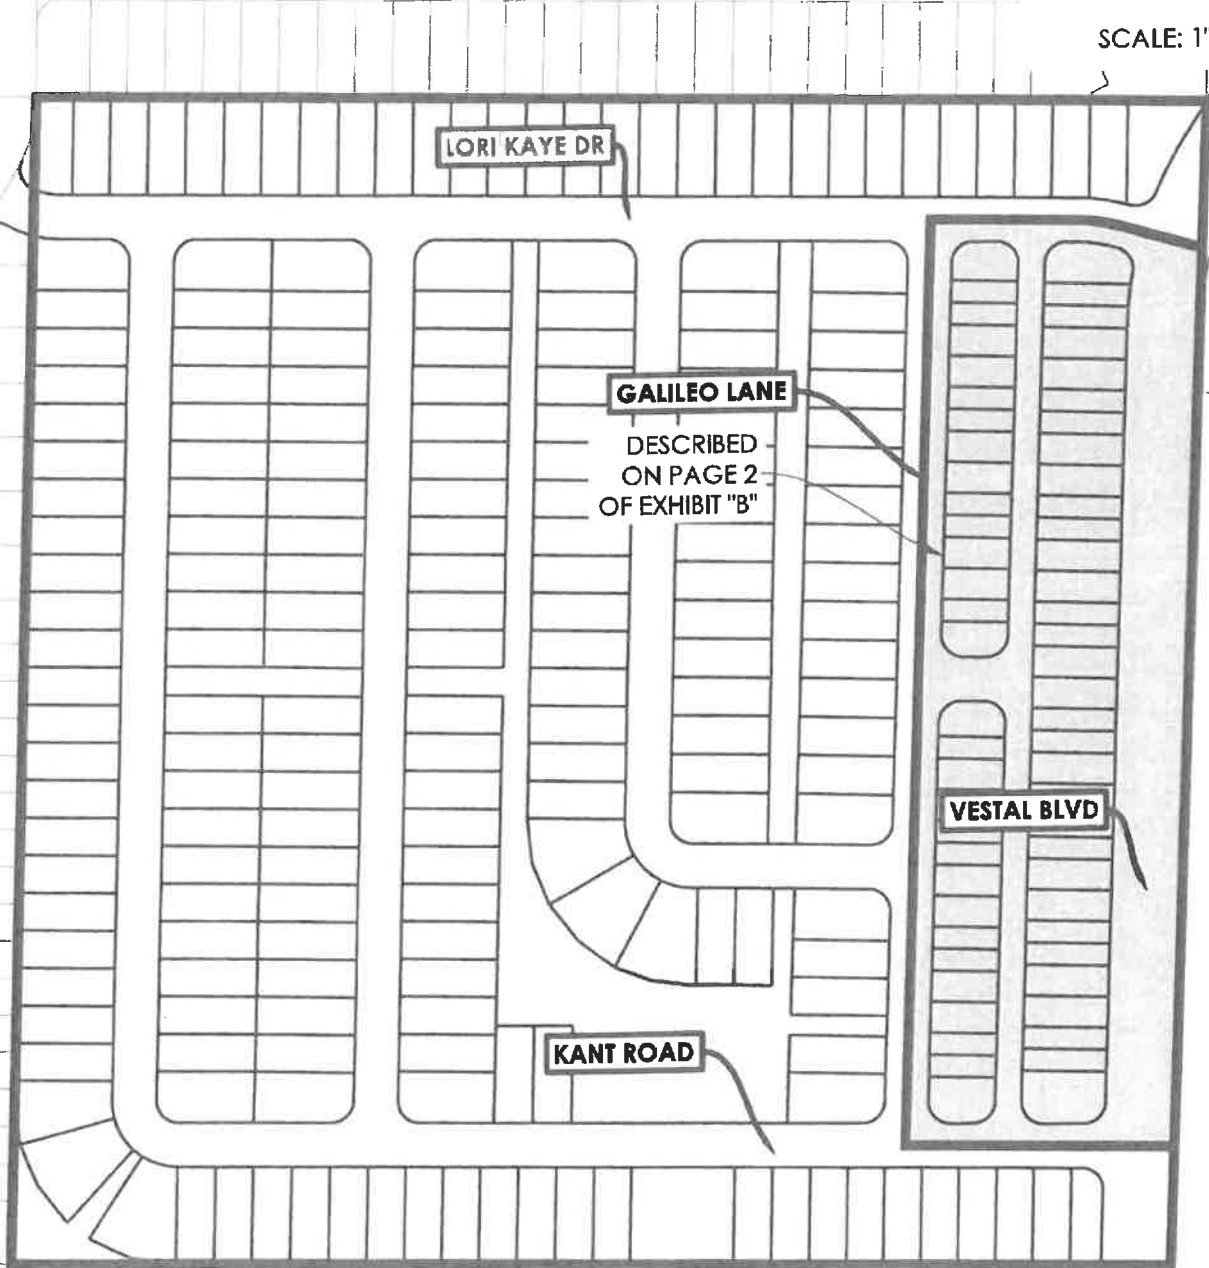 SCALE: 1"
LORI KAYE DR
GALILEO LANE
DESCRIBED
ON PAGE 2
OF EXHIBIT "B"
VESTAL BLVD
KANT ROAD